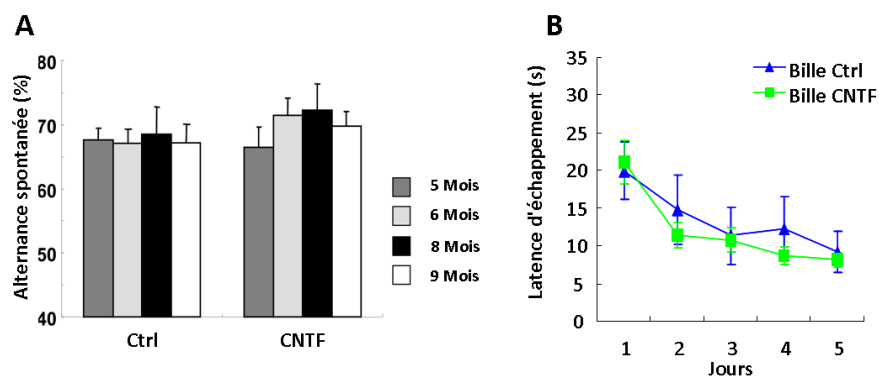 A
Alternance spontanée (%)
80
70
60
50
40
Ctrl
CNTF
5 Mois
6 Mois
8 Mois
9 Mois
B
Latence d'échappement (s)
35
30
25
20
15
10
5
0
Bille Ctrl
Bille CNTF
1 2 3 4 5
Jours